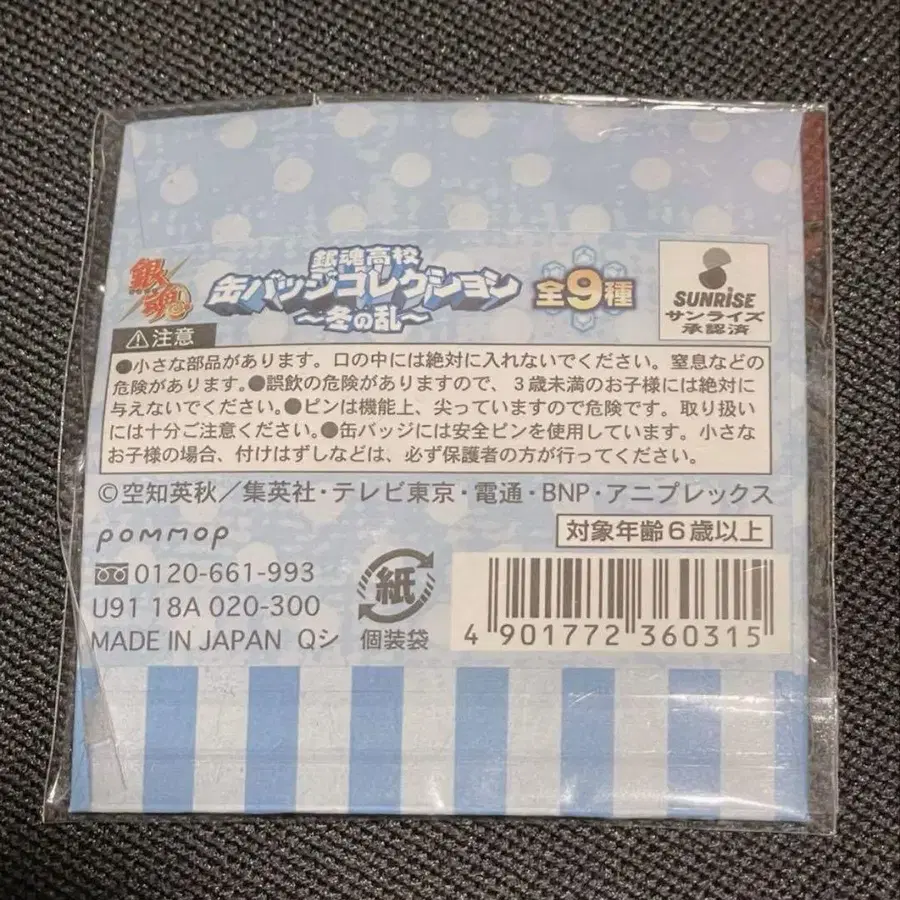 銀魂
銀魂高校
缶バッジコレクション
～冬の乱～
全9種
SUNRiSE
サンライズ
承認済
⚠注意
●小さな部品があります。口の中には絶対に入れないでください。窒息などの
危険があります。●誤飲の危険がありますので、3歳未満のお子様には絶対に
与えないでください。●ピンは機能上、尖っていますので危険です。取り扱い
には十分ご注意ください。●缶バッジには安全ピンを使用しています。小さな
お子様の場合、付けはずしなどは、必ず保護者の方が行ってください。
©空知英秋／集英社・テレビ東京・電通・BNP・アニプレックス
pommop
対象年齢6歳以上
0120-661-993
U91 18A 020-300
MADE IN JAPAN Qシ
紙
個装袋
4 901772 360315